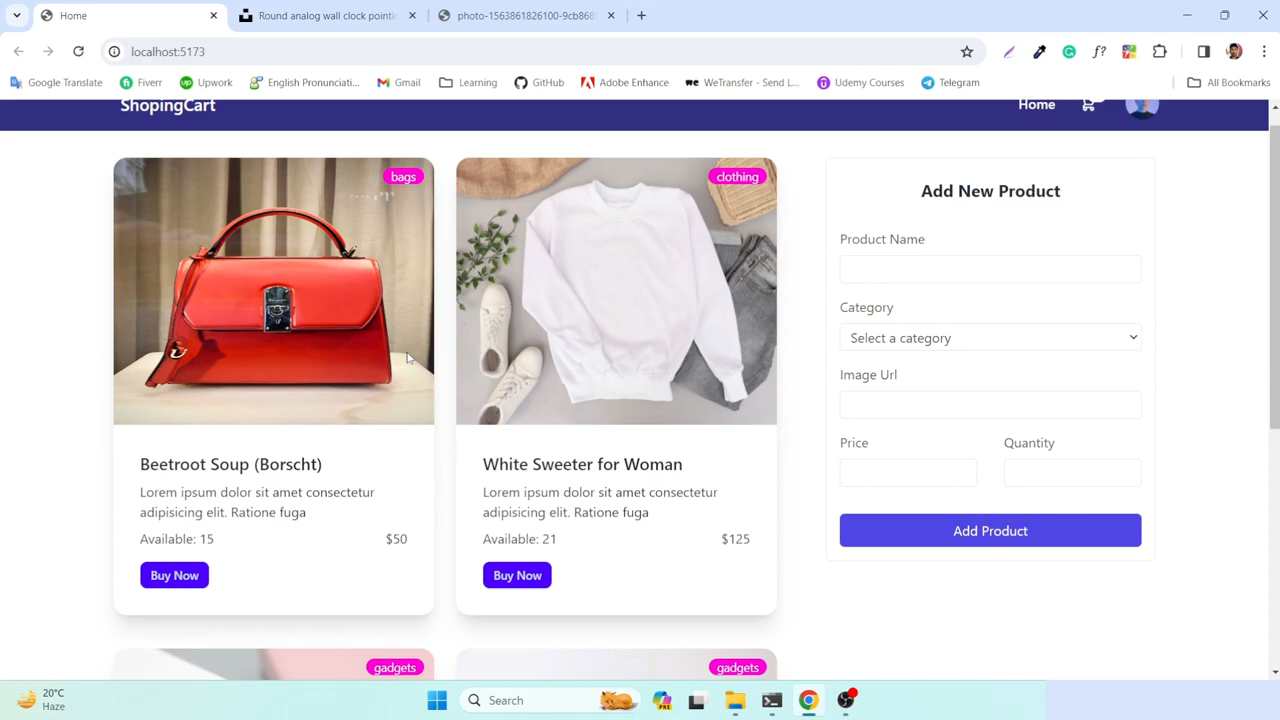 Home
Round analog wall clock pointin
photo-1563861826100-9cb868f
localhost:5173
Google Translate
Fiverr
Upwork
English Pronunciati...
Gmail
Learning
GitHub
Adobe Enhance
WeTransfer - Send L...
Udemy Courses
Telegram
All Bookmarks
ShopingCart
Home
bags
clothing
Beetroot Soup (Borscht)
Lorem ipsum dolor sit amet consectetur
adipisicing elit. Ratione fuga
Available: 15
$50
Buy Now
White Sweeter for Woman
Lorem ipsum dolor sit amet consectetur
adipisicing elit. Ratione fuga
Available: 21
$125
Buy Now
gadgets
gadgets
Add New Product
Product Name
Category
Select a category
Image Url
Price
Quantity
Add Product
20°C
Haze
Search